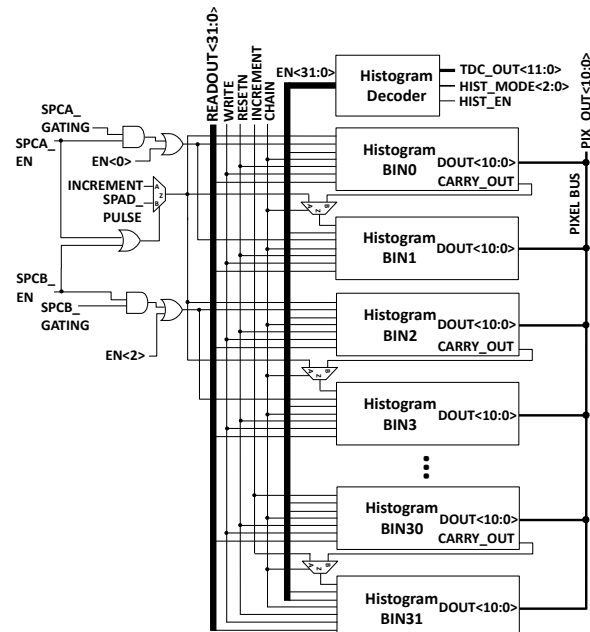 READOUT<31:0>
WRITE
RESETN
INCREMENT
CHAIN
EN<31:0>
Histogram
Decoder
TDC_OUT<11:0>
HIST_MODE<2:0>
HIST_EN
PIX_OUT<10:0>
PIXEL BUS
SPCA_
GATING
SPCA_
EN
EN<0>
INCREMENT
SPAD_
PULSE
A
Z
B
SPCB_
EN
SPCB_
GATING
EN<2>
Histogram
BIN0
DOUT<10:0>
CARRY_OUT
A
Z
B
Histogram
BIN1
DOUT<10:0>
Histogram
BIN2
DOUT<10:0>
CARRY_OUT
A
Z
B
Histogram
BIN3
DOUT<10:0>
Histogram
BIN30
DOUT<10:0>
CARRY_OUT
A
Z
B
Histogram
BIN31
DOUT<10:0>